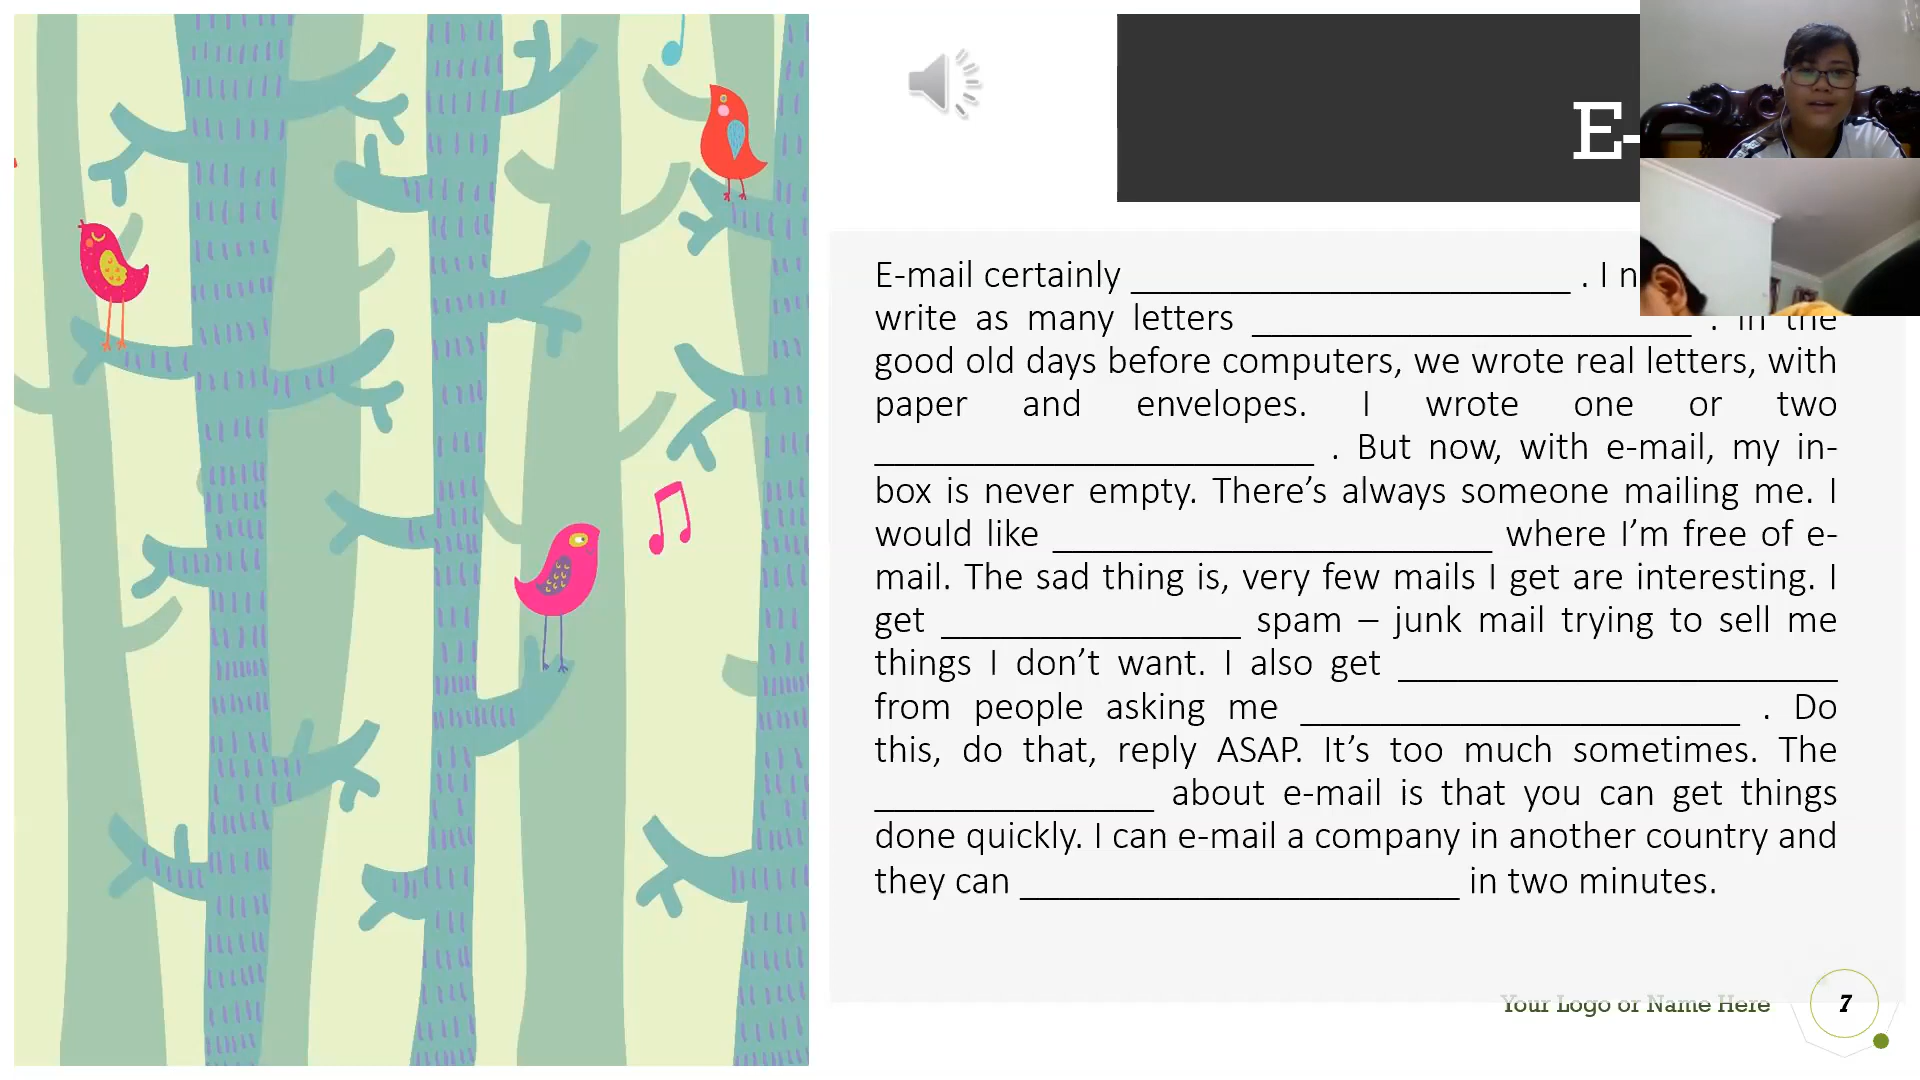 E-
E-mail certainly ______________________ . I n
write as many letters ______________________ . In the
good old days before computers, we wrote real letters, with
paper and envelopes. I wrote one or two
______________________ . But now, with e-mail, my in-
box is never empty. There’s always someone mailing me. I
would like ______________________ where I’m free of e-
mail. The sad thing is, very few mails I get are interesting. I
get _______________ spam – junk mail trying to sell me
things I don’t want. I also get ______________________
from people asking me ______________________ . Do
this, do that, reply ASAP. It’s too much sometimes. The
______________ about e-mail is that you can get things
done quickly. I can e-mail a company in another country and
they can ______________________ in two minutes.
Your Logo or Name Here
7